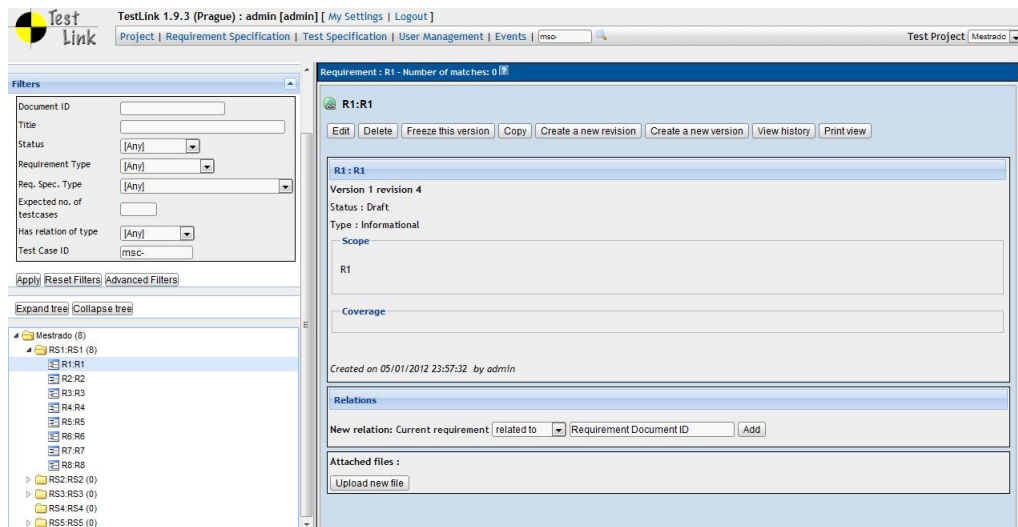 Test Link
TestLink 1.9.3 (Prague) : admin [admin] [ My Settings | Logout ]
Project | Requirement Specification | Test Specification | User Management | Events | msc-
Test Project Mestrado
Filters
Document ID
Title
Status [Any]
Requirement Type [Any]
Req. Spec. Type [Any]
Expected no. of
testcases
Has relation of type [Any]
Test Case ID msc-
Apply Reset Filters Advanced Filters
Expand tree Collapse tree
Mestrado (8)
RS1:RS1 (8)
R1:R1
R2:R2
R3:R3
R4:R4
R5:R5
R6:R6
R7:R7
R8:R8
RS2:RS2 (0)
RS3:RS3 (0)
RS4:RS4 (0)
RS5:RS5 (0)
Requirement : R1 - Number of matches: 0 ?
R1:R1
Edit Delete Freeze this version Copy Create a new revision Create a new version View history Print view
R1 : R1
Version 1 revision 4
Status : Draft
Type : Informational
Scope
R1
Coverage
Created on 05/01/2012 23:57:32 by admin
Relations
New relation: Current requirement related to Requirement Document ID Add
Attached files :
Upload new file